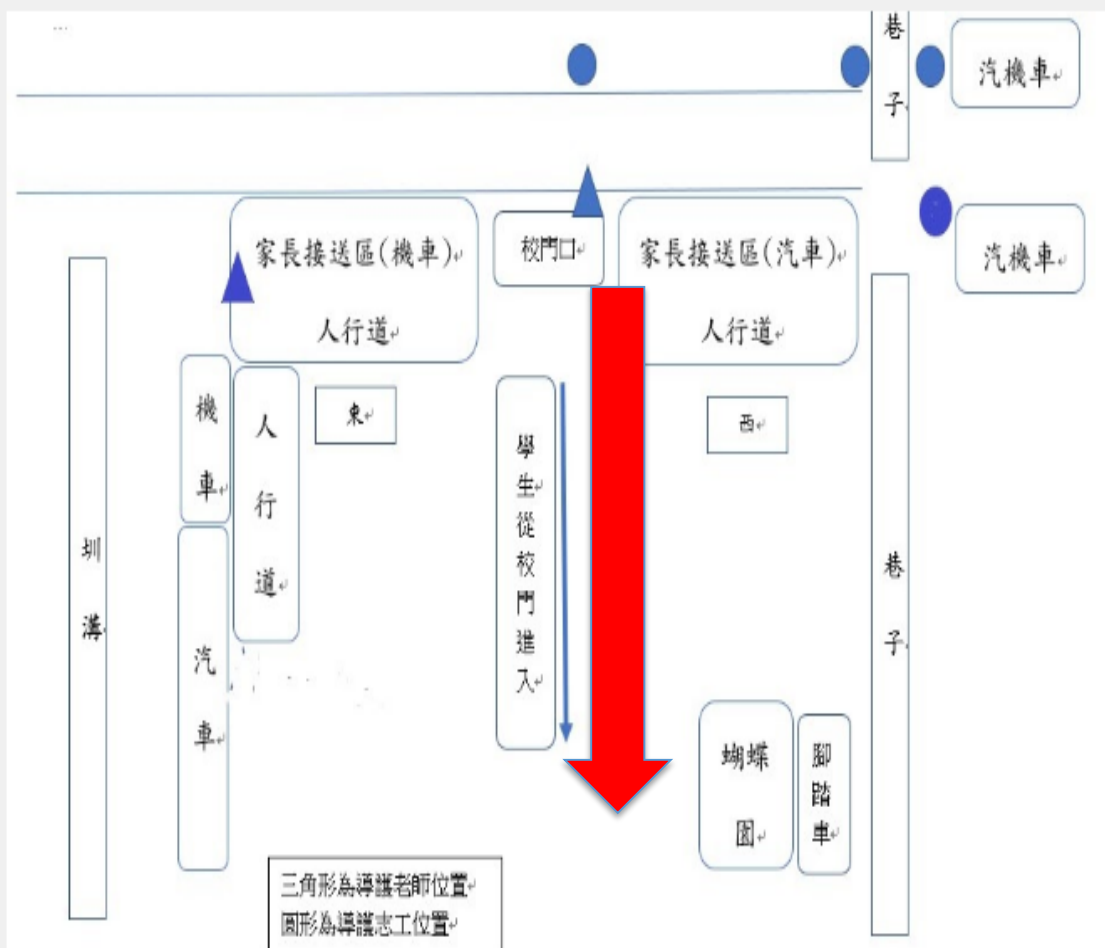 ...
巷子
汽機車
家長接送區(機車)
人行道
校門口
家長接送區(汽車)
人行道
汽機車
機車
人行道
東
學生從校門進入
西
圳溝
汽車
巷子
蝴蝶
園
腳踏車
三角形為導護老師位置
圓形為導護志工位置